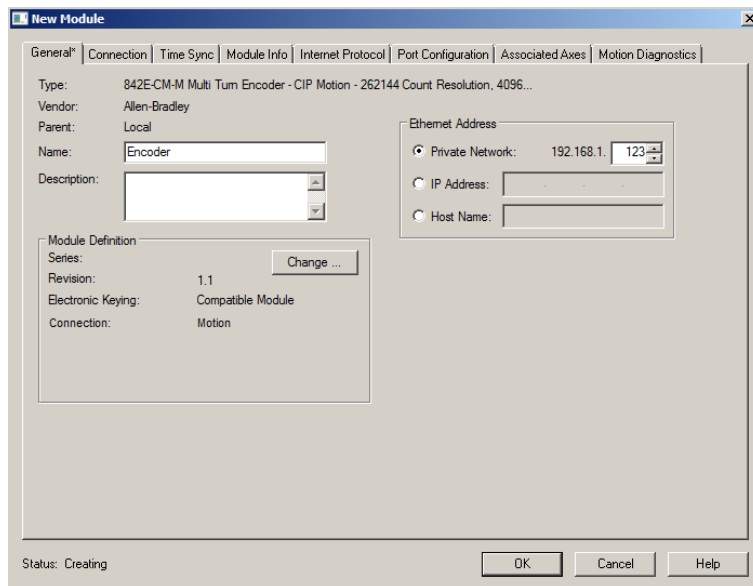 New Module
General* Connection Time Sync Module Info Internet Protocol Port Configuration Associated Axes Motion Diagnostics
Type: 842E-CM-M Multi Turn Encoder - CIP Motion - 262144 Count Resolution, 4096...
Vendor: Allen-Bradley
Parent: Local
Name: Encoder
Description:
Ethernet Address
Private Network: 192.168.1. 123
IP Address: . . .
Host Name:
Module Definition
Series:
Change ...
Revision: 1.1
Electronic Keying: Compatible Module
Connection: Motion
Status: Creating
OK Cancel Help